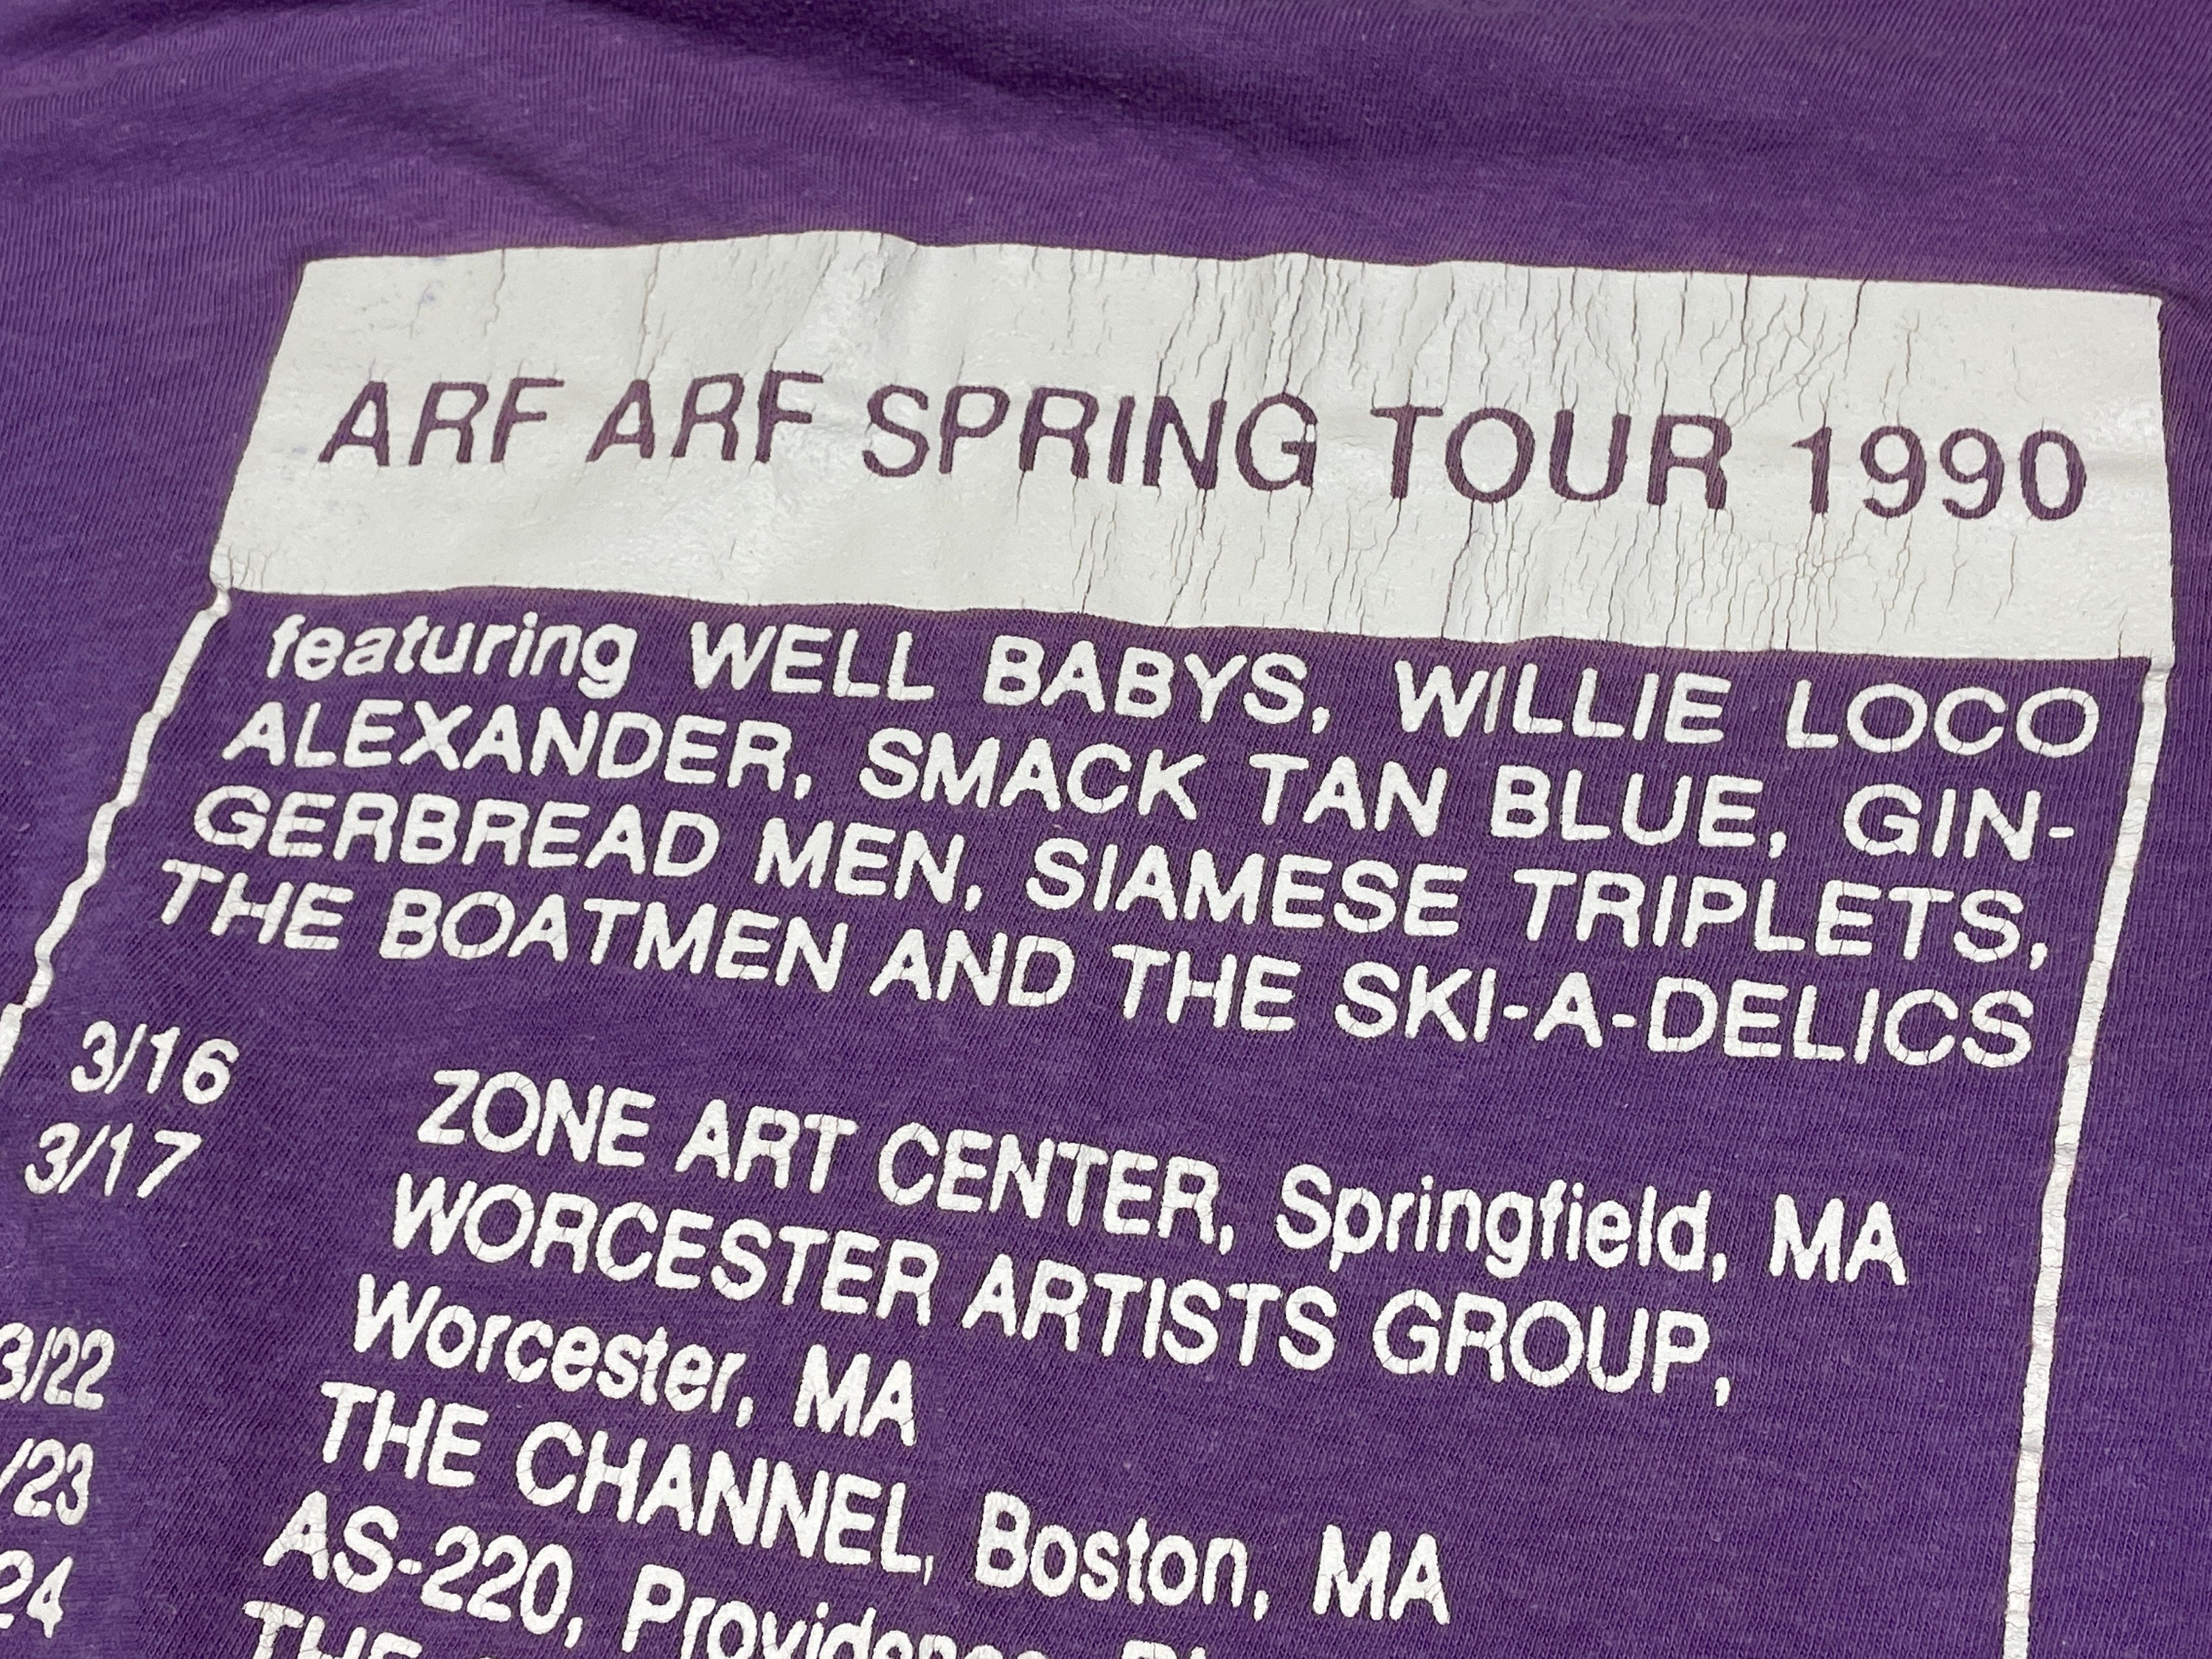 ARF ARF SPRING TOUR 1990
featuring WELL BABYS, WILLIE LOCO
ALEXANDER, SMACK TAN BLUE, GIN-
GERBREAD MEN, SIAMESE TRIPLETS,
THE BOATMEN AND THE SKI-A-DELICS
3/16 ZONE ART CENTER, Springfield, MA
3/17 WORCESTER ARTISTS GROUP,
Worcester, MA
3/22 THE CHANNEL, Boston, MA
/23 AS-220, Providence,
24 THE